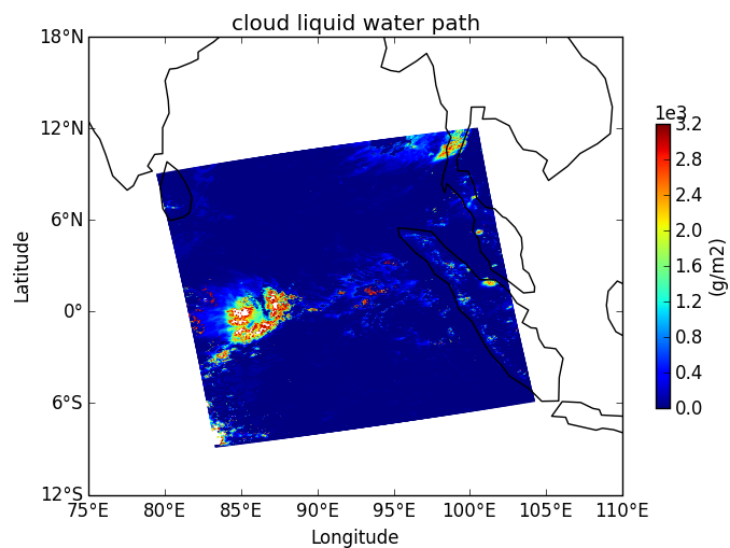 cloud liquid water path
18°N
12°N
6°N
0°
6°S
12°S
75°E 80°E 85°E 90°E 95°E 100°E 105°E 110°E
Longitude
Latitude
1e3
3.2
2.8
2.4
2.0
1.6
1.2
0.8
0.4
0.0
(g/m2)